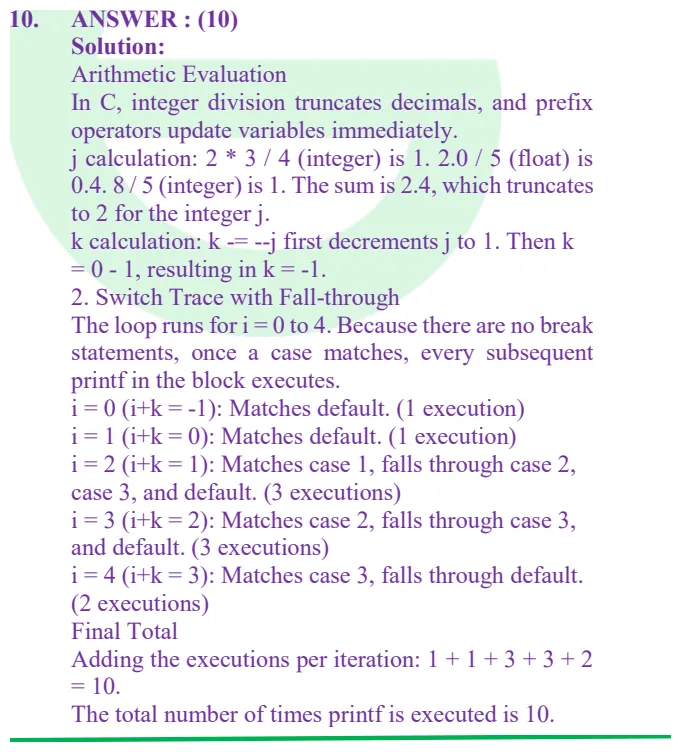 10. ANSWER : (10)
Solution:
Arithmetic Evaluation
In C, integer division truncates decimals, and prefix
operators update variables immediately.
j calculation: 2 * 3 / 4 (integer) is 1. 2.0 / 5 (float) is
0.4. 8 / 5 (integer) is 1. The sum is 2.4, which truncates
to 2 for the integer j.
k calculation: k -= --j first decrements j to 1. Then k
= 0 - 1, resulting in k = -1.
2. Switch Trace with Fall-through
The loop runs for i = 0 to 4. Because there are no break
statements, once a case matches, every subsequent
printf in the block executes.
i = 0 (i+k = -1): Matches default. (1 execution)
i = 1 (i+k = 0): Matches default. (1 execution)
i = 2 (i+k = 1): Matches case 1, falls through case 2,
case 3, and default. (3 executions)
i = 3 (i+k = 2): Matches case 2, falls through case 3,
and default. (3 executions)
i = 4 (i+k = 3): Matches case 3, falls through default.
(2 executions)
Final Total
Adding the executions per iteration: 1 + 1 + 3 + 3 + 2
= 10.
The total number of times printf is executed is 10.